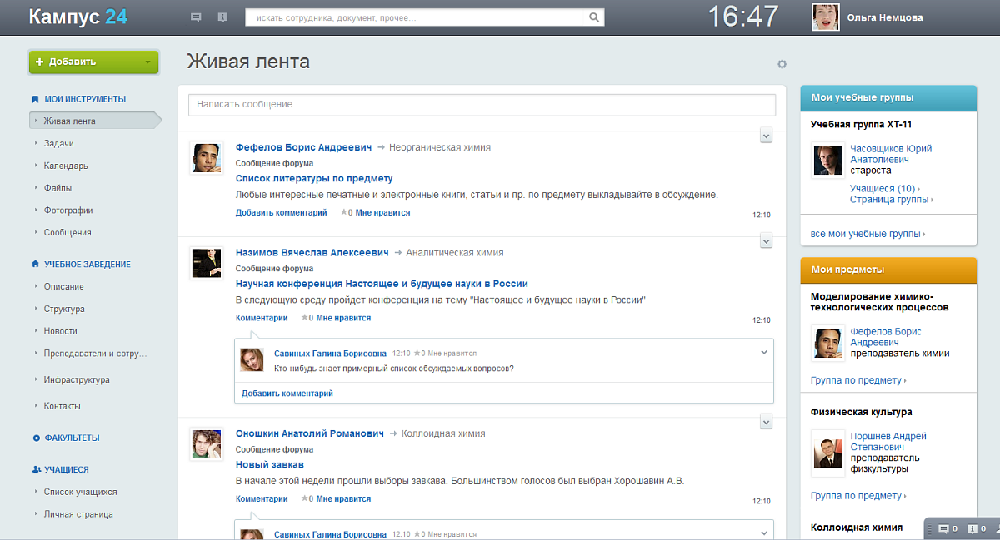 Кампус 24
искать сотрудника, документ, прочее...
16:47
Ольга Немцова
Добавить
МОИ ИНСТРУМЕНТЫ
Живая лента
Задачи
Календарь
Файлы
Фотографии
Сообщения
УЧЕБНОЕ ЗАВЕДЕНИЕ
Описание
Структура
Новости
Преподаватели и сотру...
Инфраструктура
Контакты
ФАКУЛЬТЕТЫ
УЧАЩИЕСЯ
Список учащихся
Личная страница
Живая лента
Написать сообщение
Фефелов Борис Андреевич → Неорганическая химия
Сообщение форума
Список литературы по предмету
Любые интересные печатные и электронные книги, статьи и пр. по предмету выкладывайте в обсуждение.
Добавить комментарий ★0 Мне нравится
12:10
Назимов Вячеслав Алексеевич → Аналитическая химия
Сообщение форума
Научная конференция Настоящее и будущее науки в России
В следующую среду пройдет конференция на тему "Настоящее и будущее науки в России"
Комментарии ★0 Мне нравится
12:10
Савиных Галина Борисовна 12:10 ★0 Мне нравится
Кто-нибудь знает примерный список обсуждаемых вопросов?
Добавить комментарий
Оношкин Анатолий Романович → Коллоидная химия
Сообщение форума
Новый завкав
В начале этой недели прошли выборы завкава. Большинством голосов был выбран Хорошавин А.В.
Комментарии ★0 Мне нравится
12:10
Савиных Галина Борисовна 12:10 ★0 Мне нравится
Мои учебные группы
Учебная группа ХТ-11
Часовщиков Юрий
Анатолиевич
староста
Учащиеся (10)
Страница группы
все мои учебные группы
Мои предметы
Моделирование химико-
технологических процессов
Фефелов Борис
Андреевич
преподаватель химии
Группа по предмету
Физическая культура
Поршнев Андрей
Степанович
преподаватель
физкультуры
Группа по предмету
Коллоидная химия
0 0